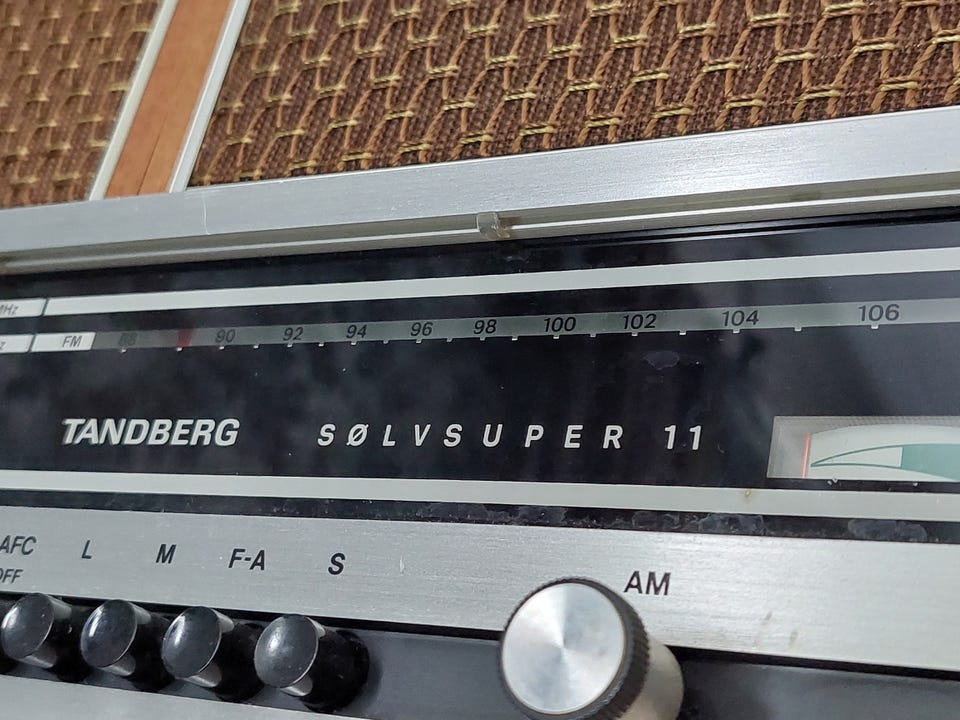 MHz
FM 88 90 92 94 96 98 100 102 104 106
TANDBERG SØLVSUPER 11
AFC L M F-A S
OFF
AM